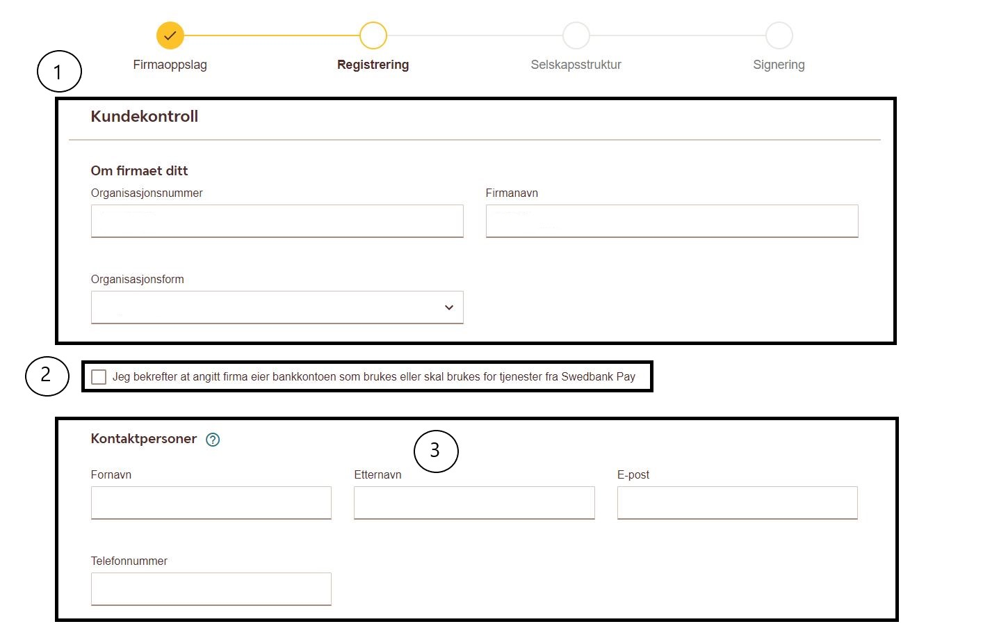 Firmaoppslag
Registrering
Selskapsstruktur
Signering
1
Kundekontroll
Om firmaet ditt
Organisasjonsnummer
Firmanavn
Organisasjonsform
2
Jeg bekrefter at angitt firma eier bankkontoen som brukes eller skal brukes for tjenester fra Swedbank Pay
Kontaktpersoner ?
3
Fornavn
Etternavn
E-post
Telefonnummer